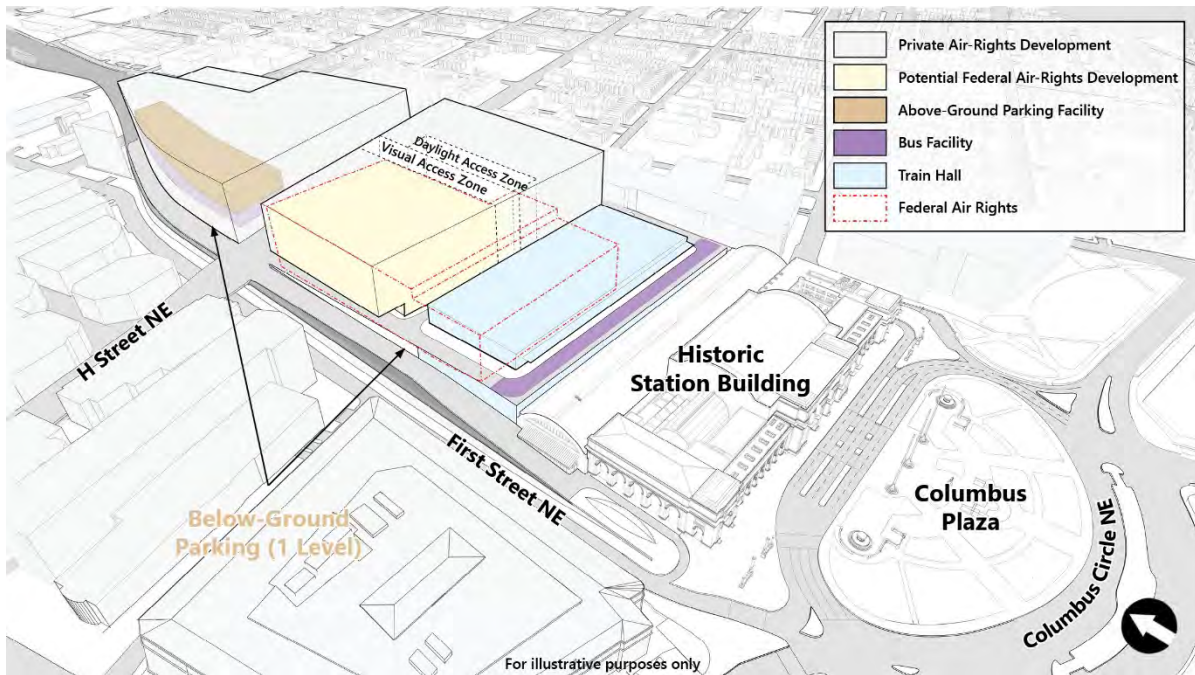 Private Air-Rights Development
Potential Federal Air-Rights Development
Above-Ground Parking Facility
Bus Facility
Train Hall
Federal Air Rights
Daylight Access Zone
Visual Access Zone
H Street NE
Historic
Station Building
First Street NE
Columbus
Plaza
Below-Ground
Parking (1 Level)
Columbus Circle NE
For illustrative purposes only